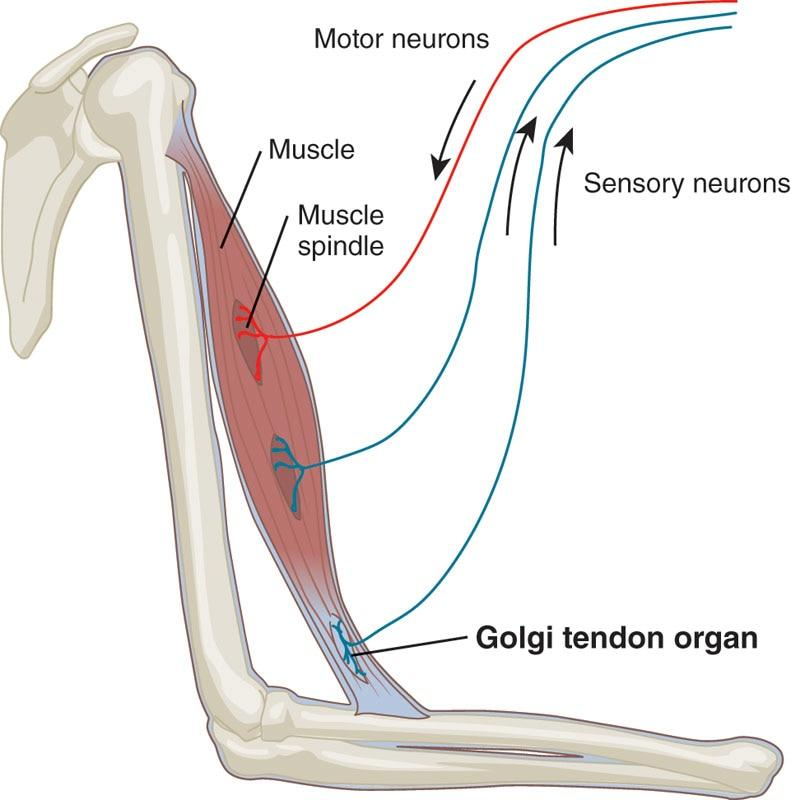 Motor neurons
Muscle
Muscle
spindle
Sensory neurons
Golgi tendon organ